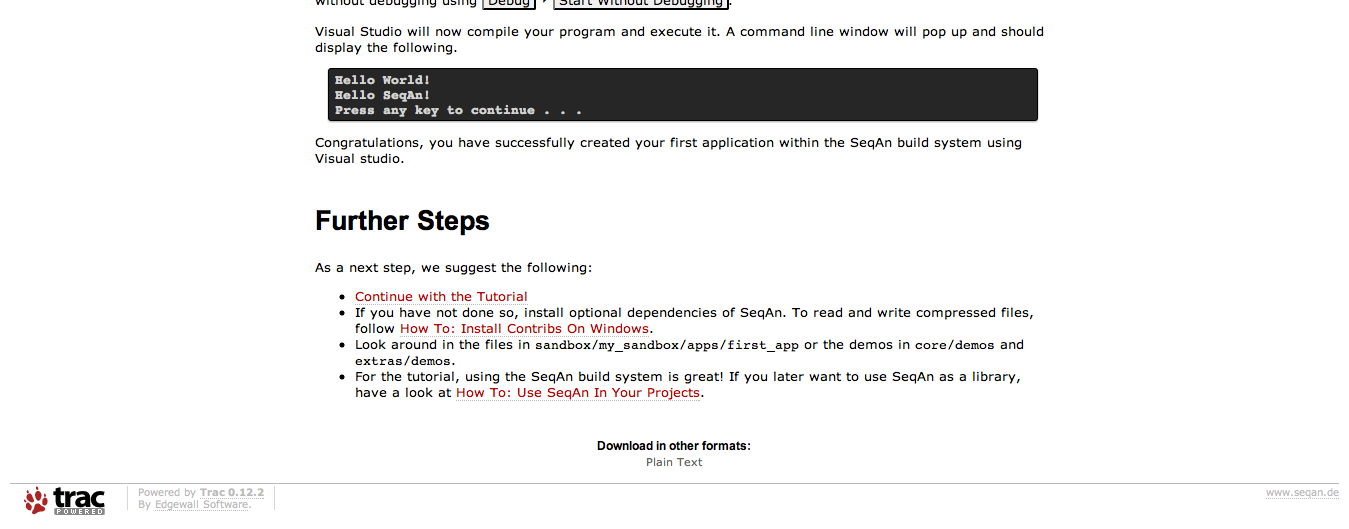 without debugging using Debug ‣ Start Without Debugging.
Visual Studio will now compile your program and execute it. A command line window will pop up and should
display the following.
Hello World!
Hello SeqAn!
Press any key to continue . . .
Congratulations, you have successfully created your first application within the SeqAn build system using
Visual studio.
Further Steps
As a next step, we suggest the following:
• Continue with the Tutorial
• If you have not done so, install optional dependencies of SeqAn. To read and write compressed files,
follow How To: Install Contribs On Windows.
• Look around in the files in sandbox/my_sandbox/apps/first_app or the demos in core/demos and
extras/demos.
• For the tutorial, using the SeqAn build system is great! If you later want to use SeqAn as a library,
have a look at How To: Use SeqAn In Your Projects.
Download in other formats:
Plain Text
trac
POWERED
Powered by Trac 0.12.2
By Edgewall Software.
www.seqan.de